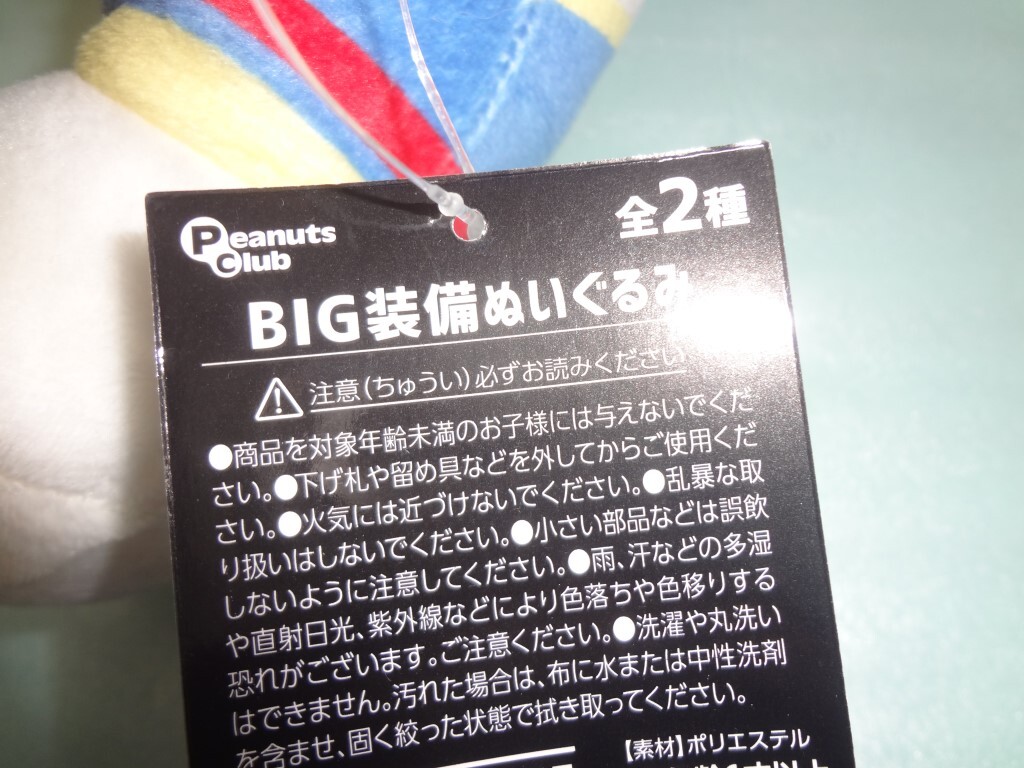 Peanuts club
全2種
BIG装備ぬいぐるみ
注意(ちゅうい)必ずお読みください
●商品を対象年齢未満のお子様には与えないでくだ
さい。●下げ札や留め具などを外してからご使用くだ
さい。●火気には近づけないでください。●乱暴な取
り扱いはしないでください。●小さい部品などは誤飲
しないように注意してください。●雨、汗などの多湿
や直射日光、紫外線などにより色落ちや色移りする
恐れがございます。ご注意ください。●洗濯や丸洗い
はできません。汚れた場合は、布に水または中性洗剤
を含ませ、固く絞った状態で拭き取ってください。
【素材】ポリエステル